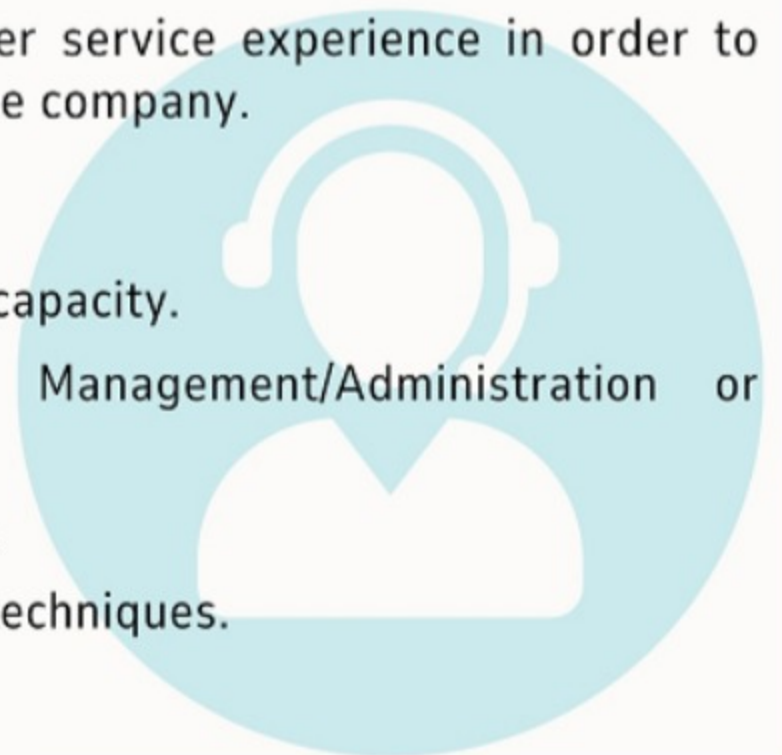 er service experience in order to
e company.
capacity.
Management/Administration or
echniques.